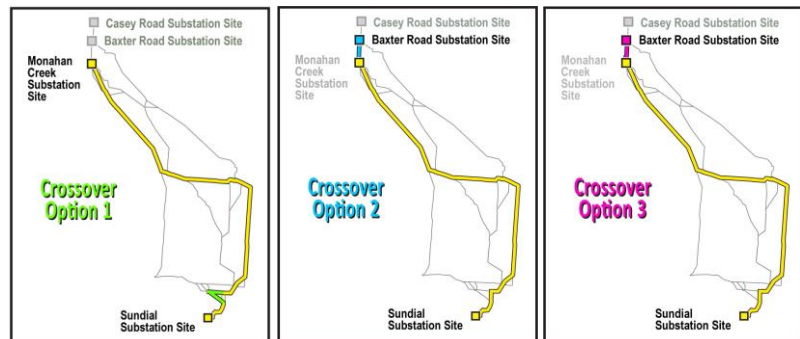 Casey Road Substation Site
Baxter Road Substation Site
Monahan
Creek
Substation
Site
Crossover
Option 1
Sundial
Substation Site
Casey Road Substation Site
Baxter Road Substation Site
Monahan
Creek
Substation
Site
Crossover
Option 2
Sundial
Substation Site
Casey Road Substation Site
Baxter Road Substation Site
Monahan
Creek
Substation
Site
Crossover
Option 3
Sundial
Substation Site